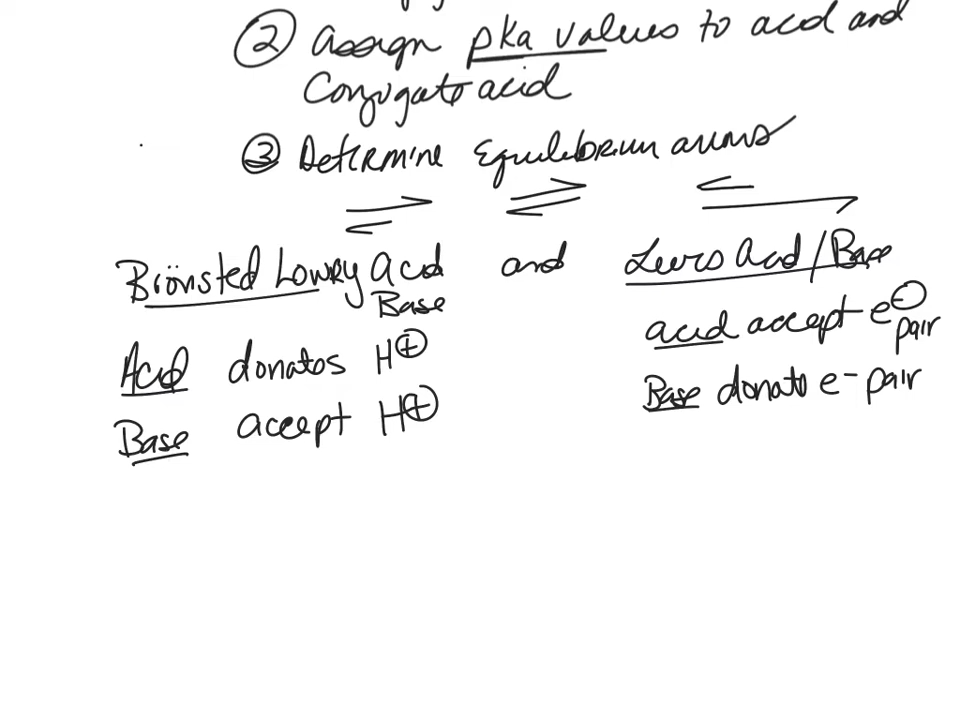 ② Assign pka values to acid and
Conjugate acid
③ Determine Equilibrium arrows
⇌ ⇌ ⇌
Brönsted Lowry Acid and Lewis Acid/Base
Base
acid accept e⊖ pair
Acid donates H⊕
Base donate e- pair
Base accept H⊕